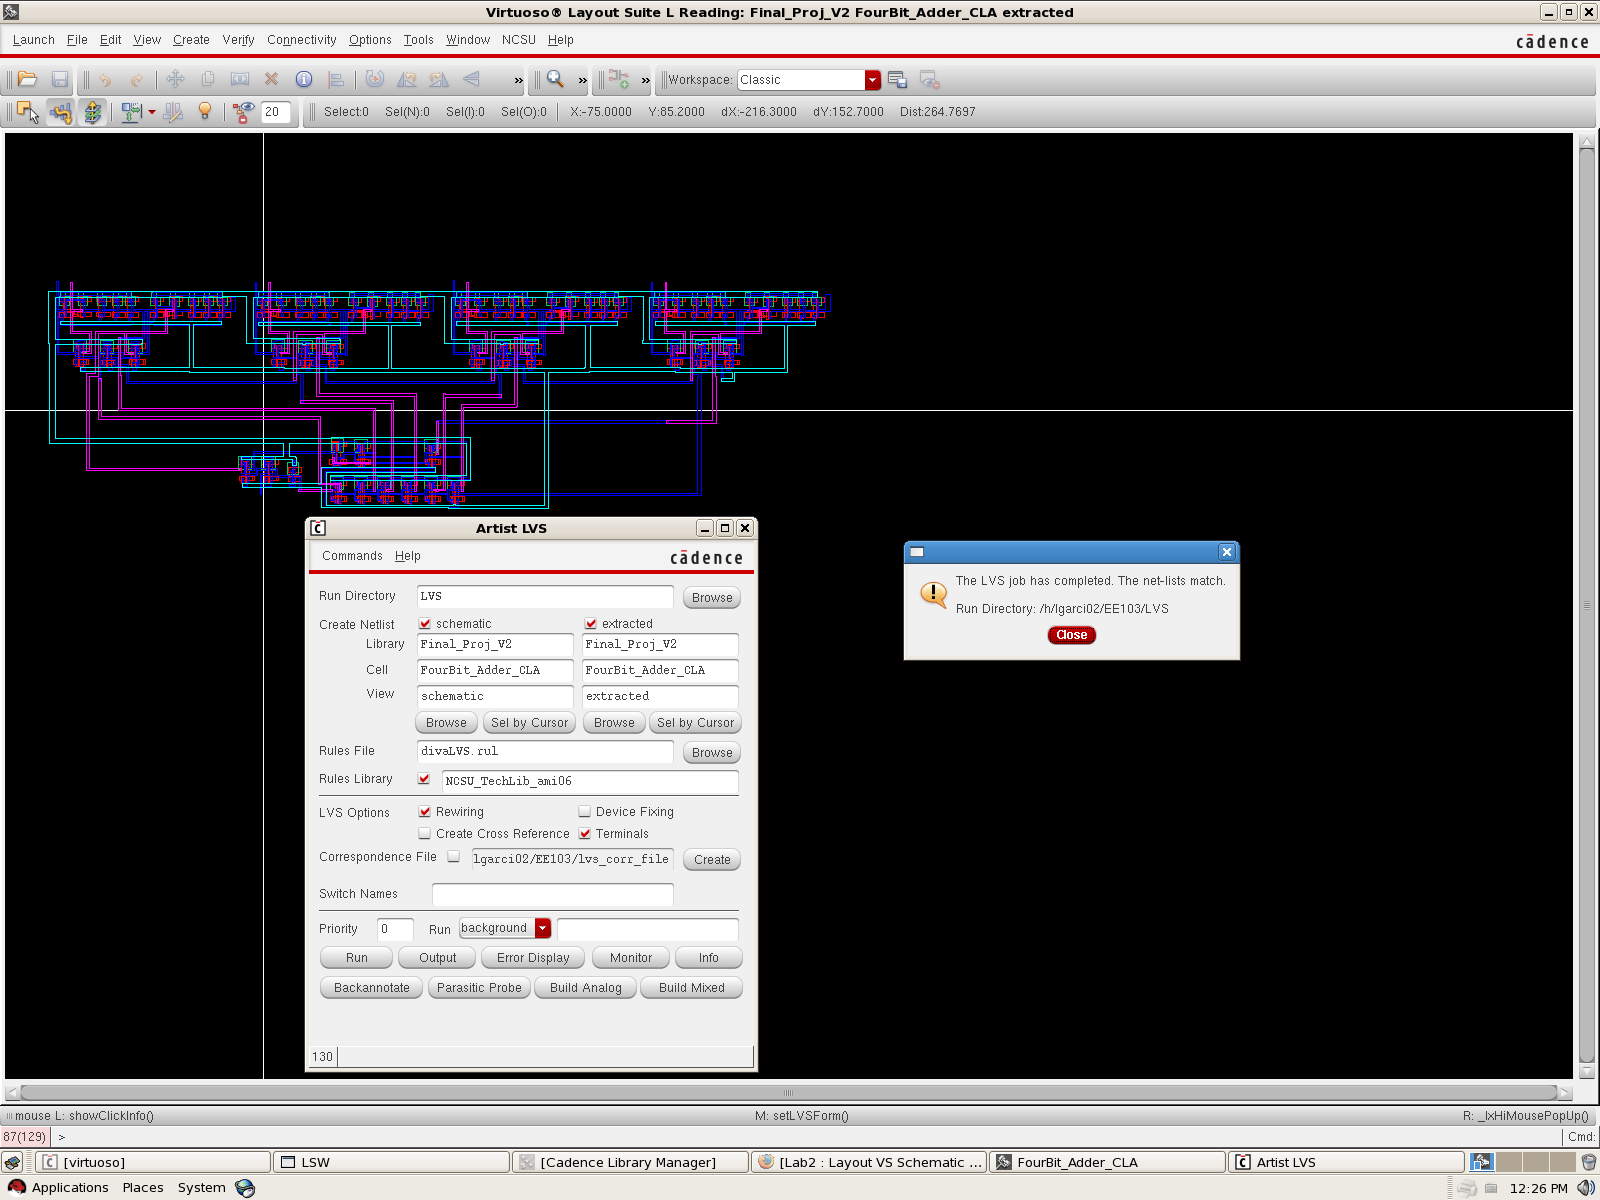 Virtuoso® Layout Suite L Reading: Final_Proj_V2 FourBit_Adder_CLA extracted
Launch File Edit View Create Verify Connectivity Options Tools Window NCSU Help
cādence
» » » Workspace: Classic
20 Select:0 Sel(N):0 Sel(I):0 Sel(O):0 X:-75.0000 Y:85.2000 dX:-216.3000 dY:152.7000 Dist:264.7697
Artist LVS
Commands Help
cādence
Run Directory LVS Browse
Create Netlist schematic extracted
Library Final_Proj_V2 Final_Proj_V2
Cell FourBit_Adder_CLA FourBit_Adder_CLA
View schematic extracted
Browse Sel by Cursor Browse Sel by Cursor
Rules File divaLVS.rul Browse
Rules Library NCSU_TechLib_ami06
LVS Options Rewiring Device Fixing
Create Cross Reference Terminals
Correspondence File lgarci02/EE103/lvs_corr_file Create
Switch Names
Priority 0 Run background
Run Output Error Display Monitor Info
Backannotate Parasitic Probe Build Analog Build Mixed
130
The LVS job has completed. The net-lists match.
Run Directory: /h/lgarci02/EE103/LVS
Close
mouse L: showClickInfo() M: setLVSForm() R: _lxHiMousePopUp()
87(129) > Cmd:
[virtuoso] LSW [Cadence Library Manager] [Lab2 : Layout VS Schematic ... FourBit_Adder_CLA Artist LVS
Applications Places System 12:26 PM